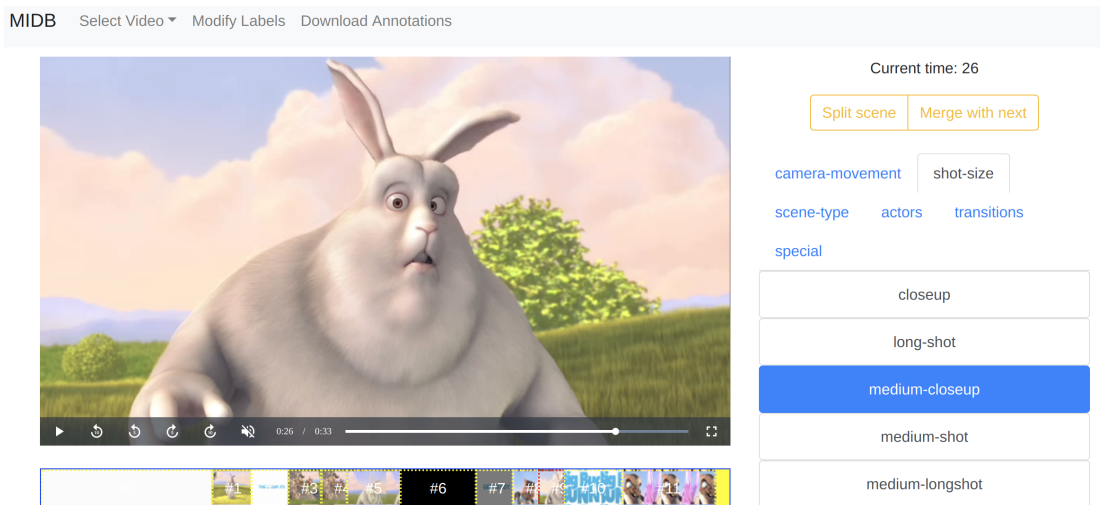 MIDB Select Video Modify Labels Download Annotations
Current time: 26
Split scene Merge with next
camera-movement shot-size
scene-type actors transitions
special
closeup
long-shot
medium-closeup
medium-shot
medium-longshot
0:26 / 0:33
#1 #3 #4 #5 #6 #7 #10 #11